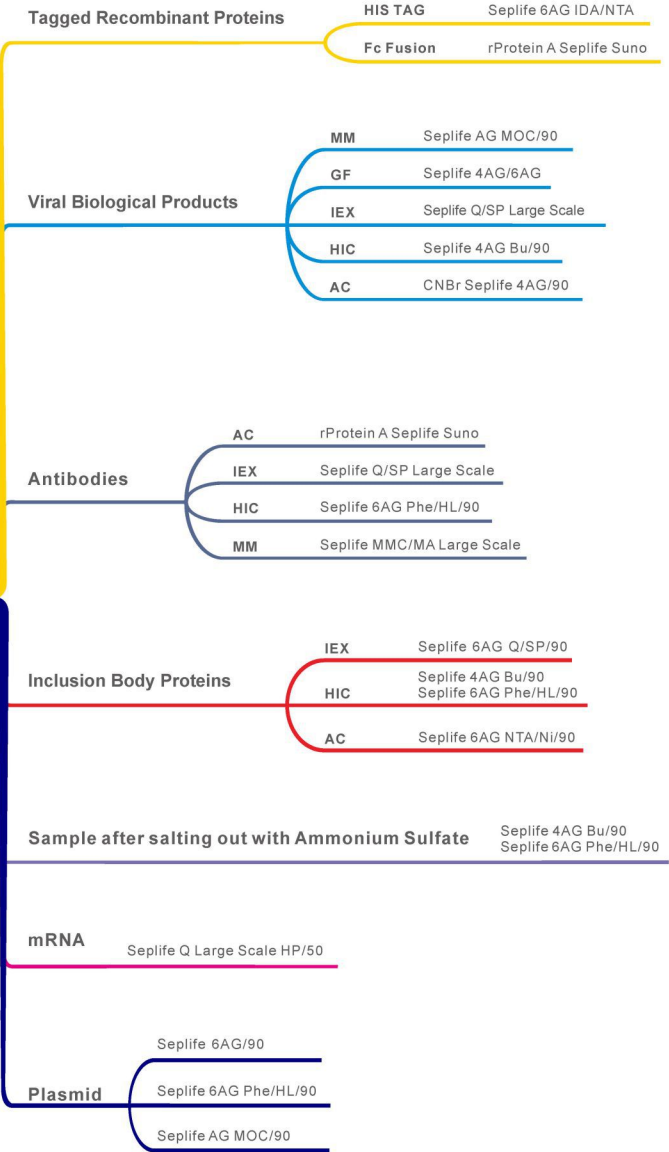 Tagged Recombinant Proteins
HIS TAG Seplife 6AG IDA/NTA
Fc Fusion rProtein A Seplife Suno
Viral Biological Products
MM Seplife AG MOC/90
GF Seplife 4AG/6AG
IEX Seplife Q/SP Large Scale
HIC Seplife 4AG Bu/90
AC CNBr Seplife 4AG/90
Antibodies
AC rProtein A Seplife Suno
IEX Seplife Q/SP Large Scale
HIC Seplife 6AG Phe/HL/90
MM Seplife MMC/MA Large Scale
Inclusion Body Proteins
IEX Seplife 6AG Q/SP/90
HIC Seplife 4AG Bu/90
Seplife 6AG Phe/HL/90
AC Seplife 6AG NTA/Ni/90
Sample after salting out with Ammonium Sulfate
Seplife 4AG Bu/90
Seplife 6AG Phe/HL/90
mRNA
Seplife Q Large Scale HP/50
Plasmid
Seplife 6AG/90
Seplife 6AG Phe/HL/90
Seplife AG MOC/90